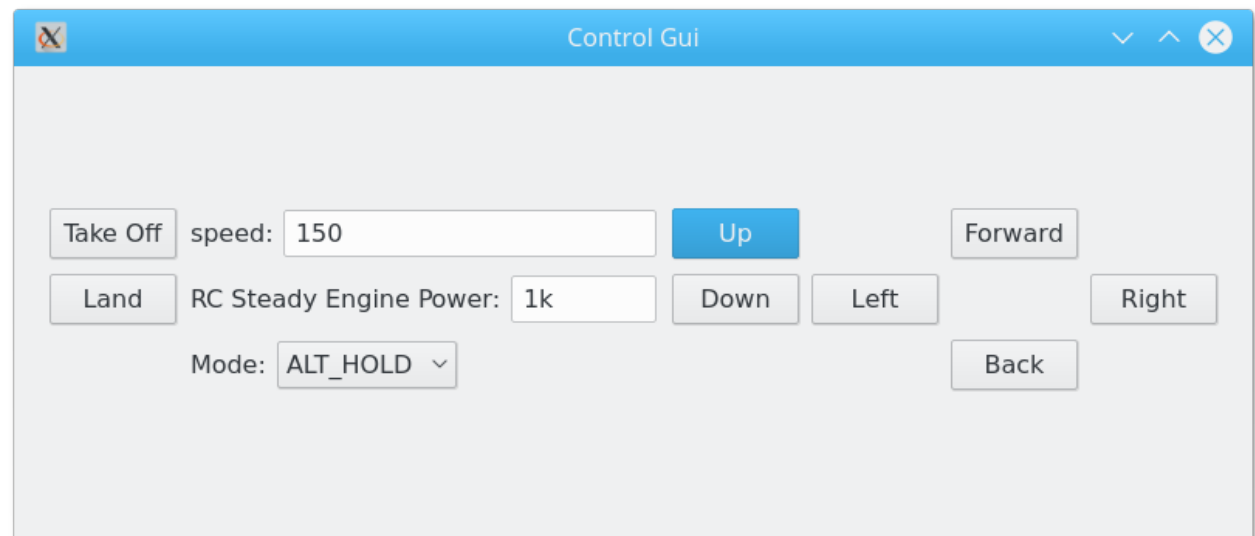 Control Gui
Take Off speed: 150 Up Forward
Land RC Steady Engine Power: 1k Down Left Right
Mode: ALT_HOLD Back